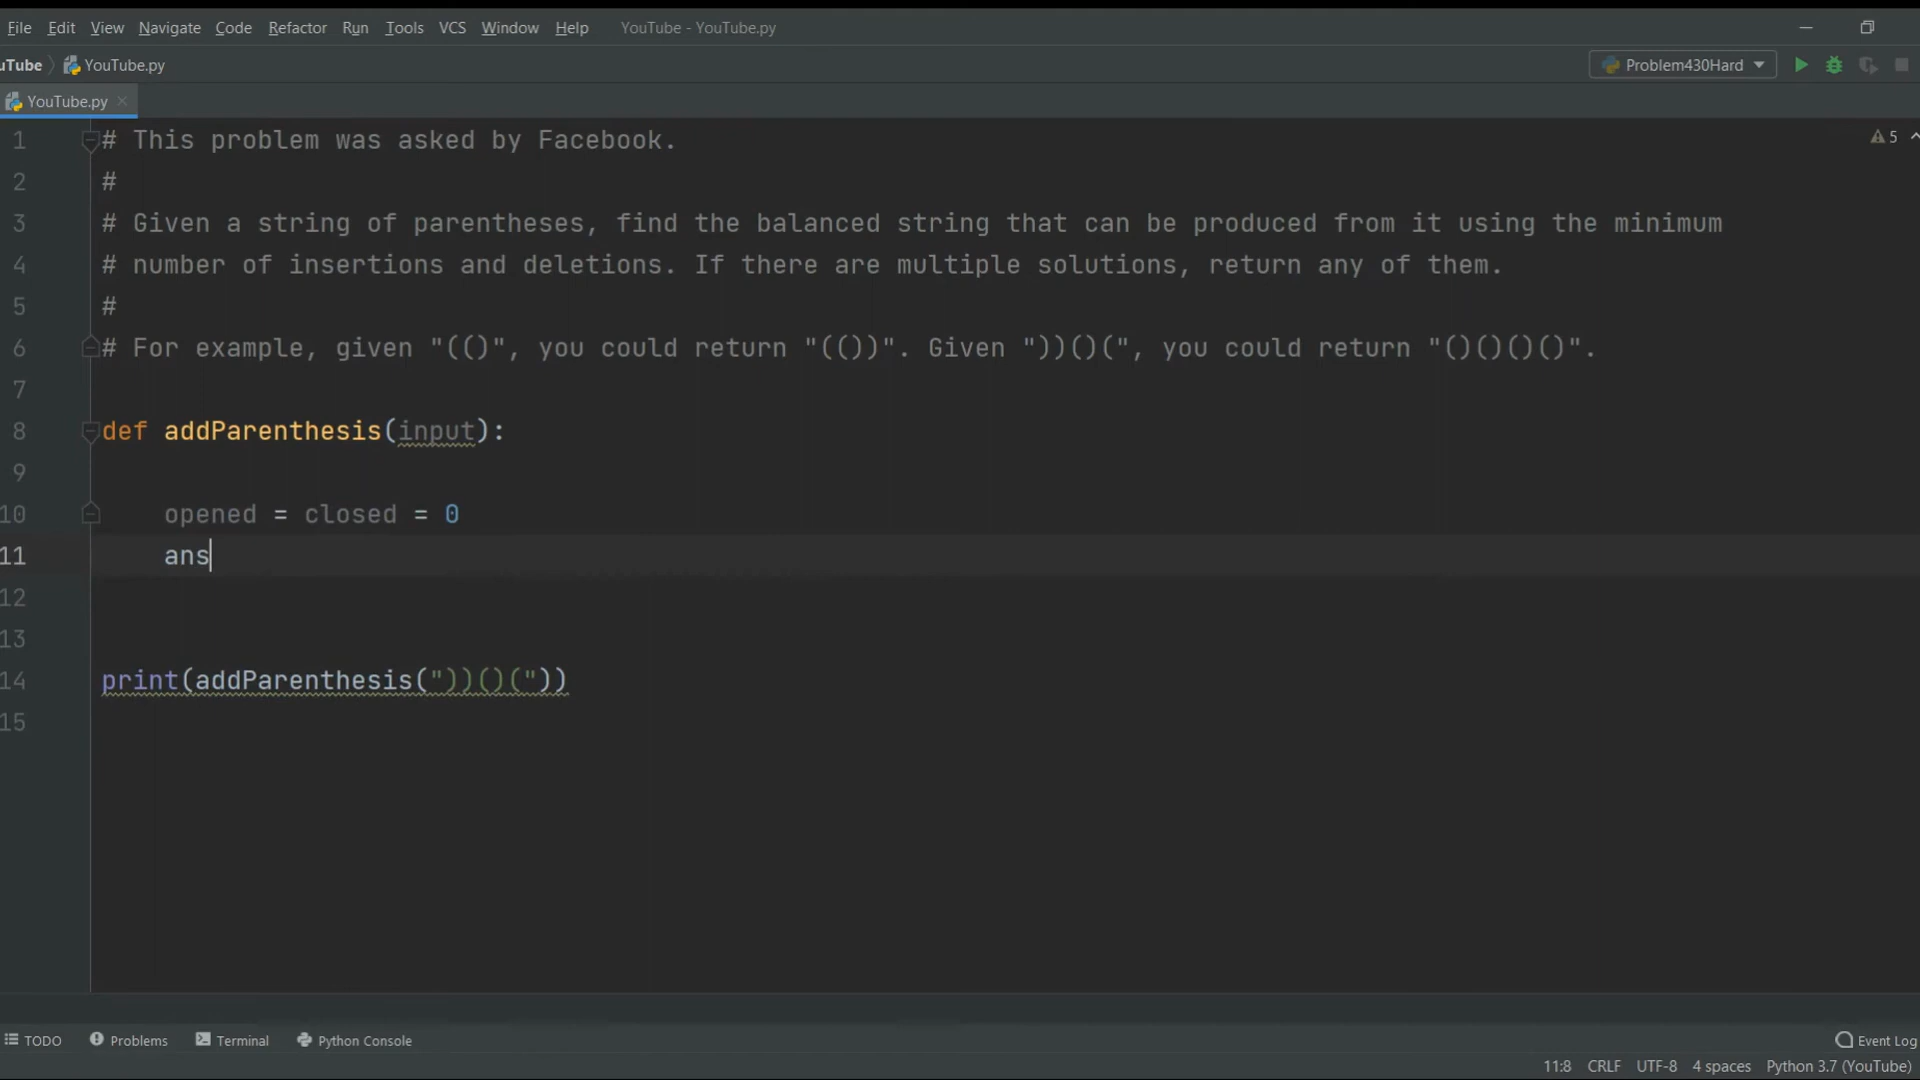 File Edit View Navigate Code Refactor Run Tools VCS Window Help YouTube - YouTube.py
uTube YouTube.py Problem430Hard
YouTube.py
1 # This problem was asked by Facebook. 5
2 #
3 # Given a string of parentheses, find the balanced string that can be produced from it using the minimum
4 # number of insertions and deletions. If there are multiple solutions, return any of them.
5 #
6 # For example, given "(()", you could return "(())". Given "))()(", you could return "()()()()".
7
8 def addParenthesis(input):
9
10 opened = closed = 0
11 ans
12
13
14 print(addParenthesis("))()("))
15
TODO Problems Terminal Python Console Event Log
11:8 CRLF UTF-8 4 spaces Python 3.7 (YouTube)